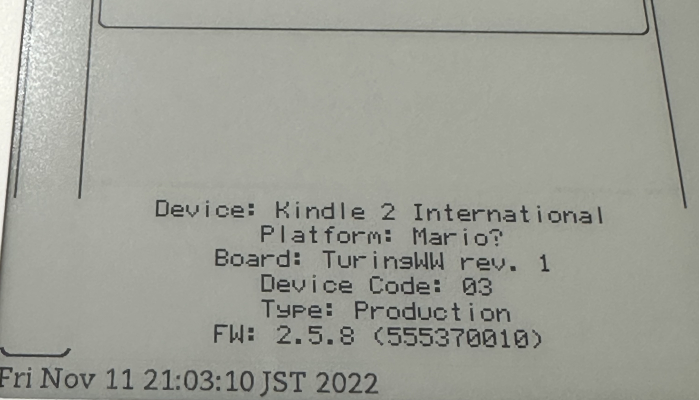 Device: Kindle 2 International
Platform: Mario?
Board: TuringWW rev. 1
Device Code: 03
Type: Production
FW: 2.5.8 (555370010)
Fri Nov 11 21:03:10 JST 2022